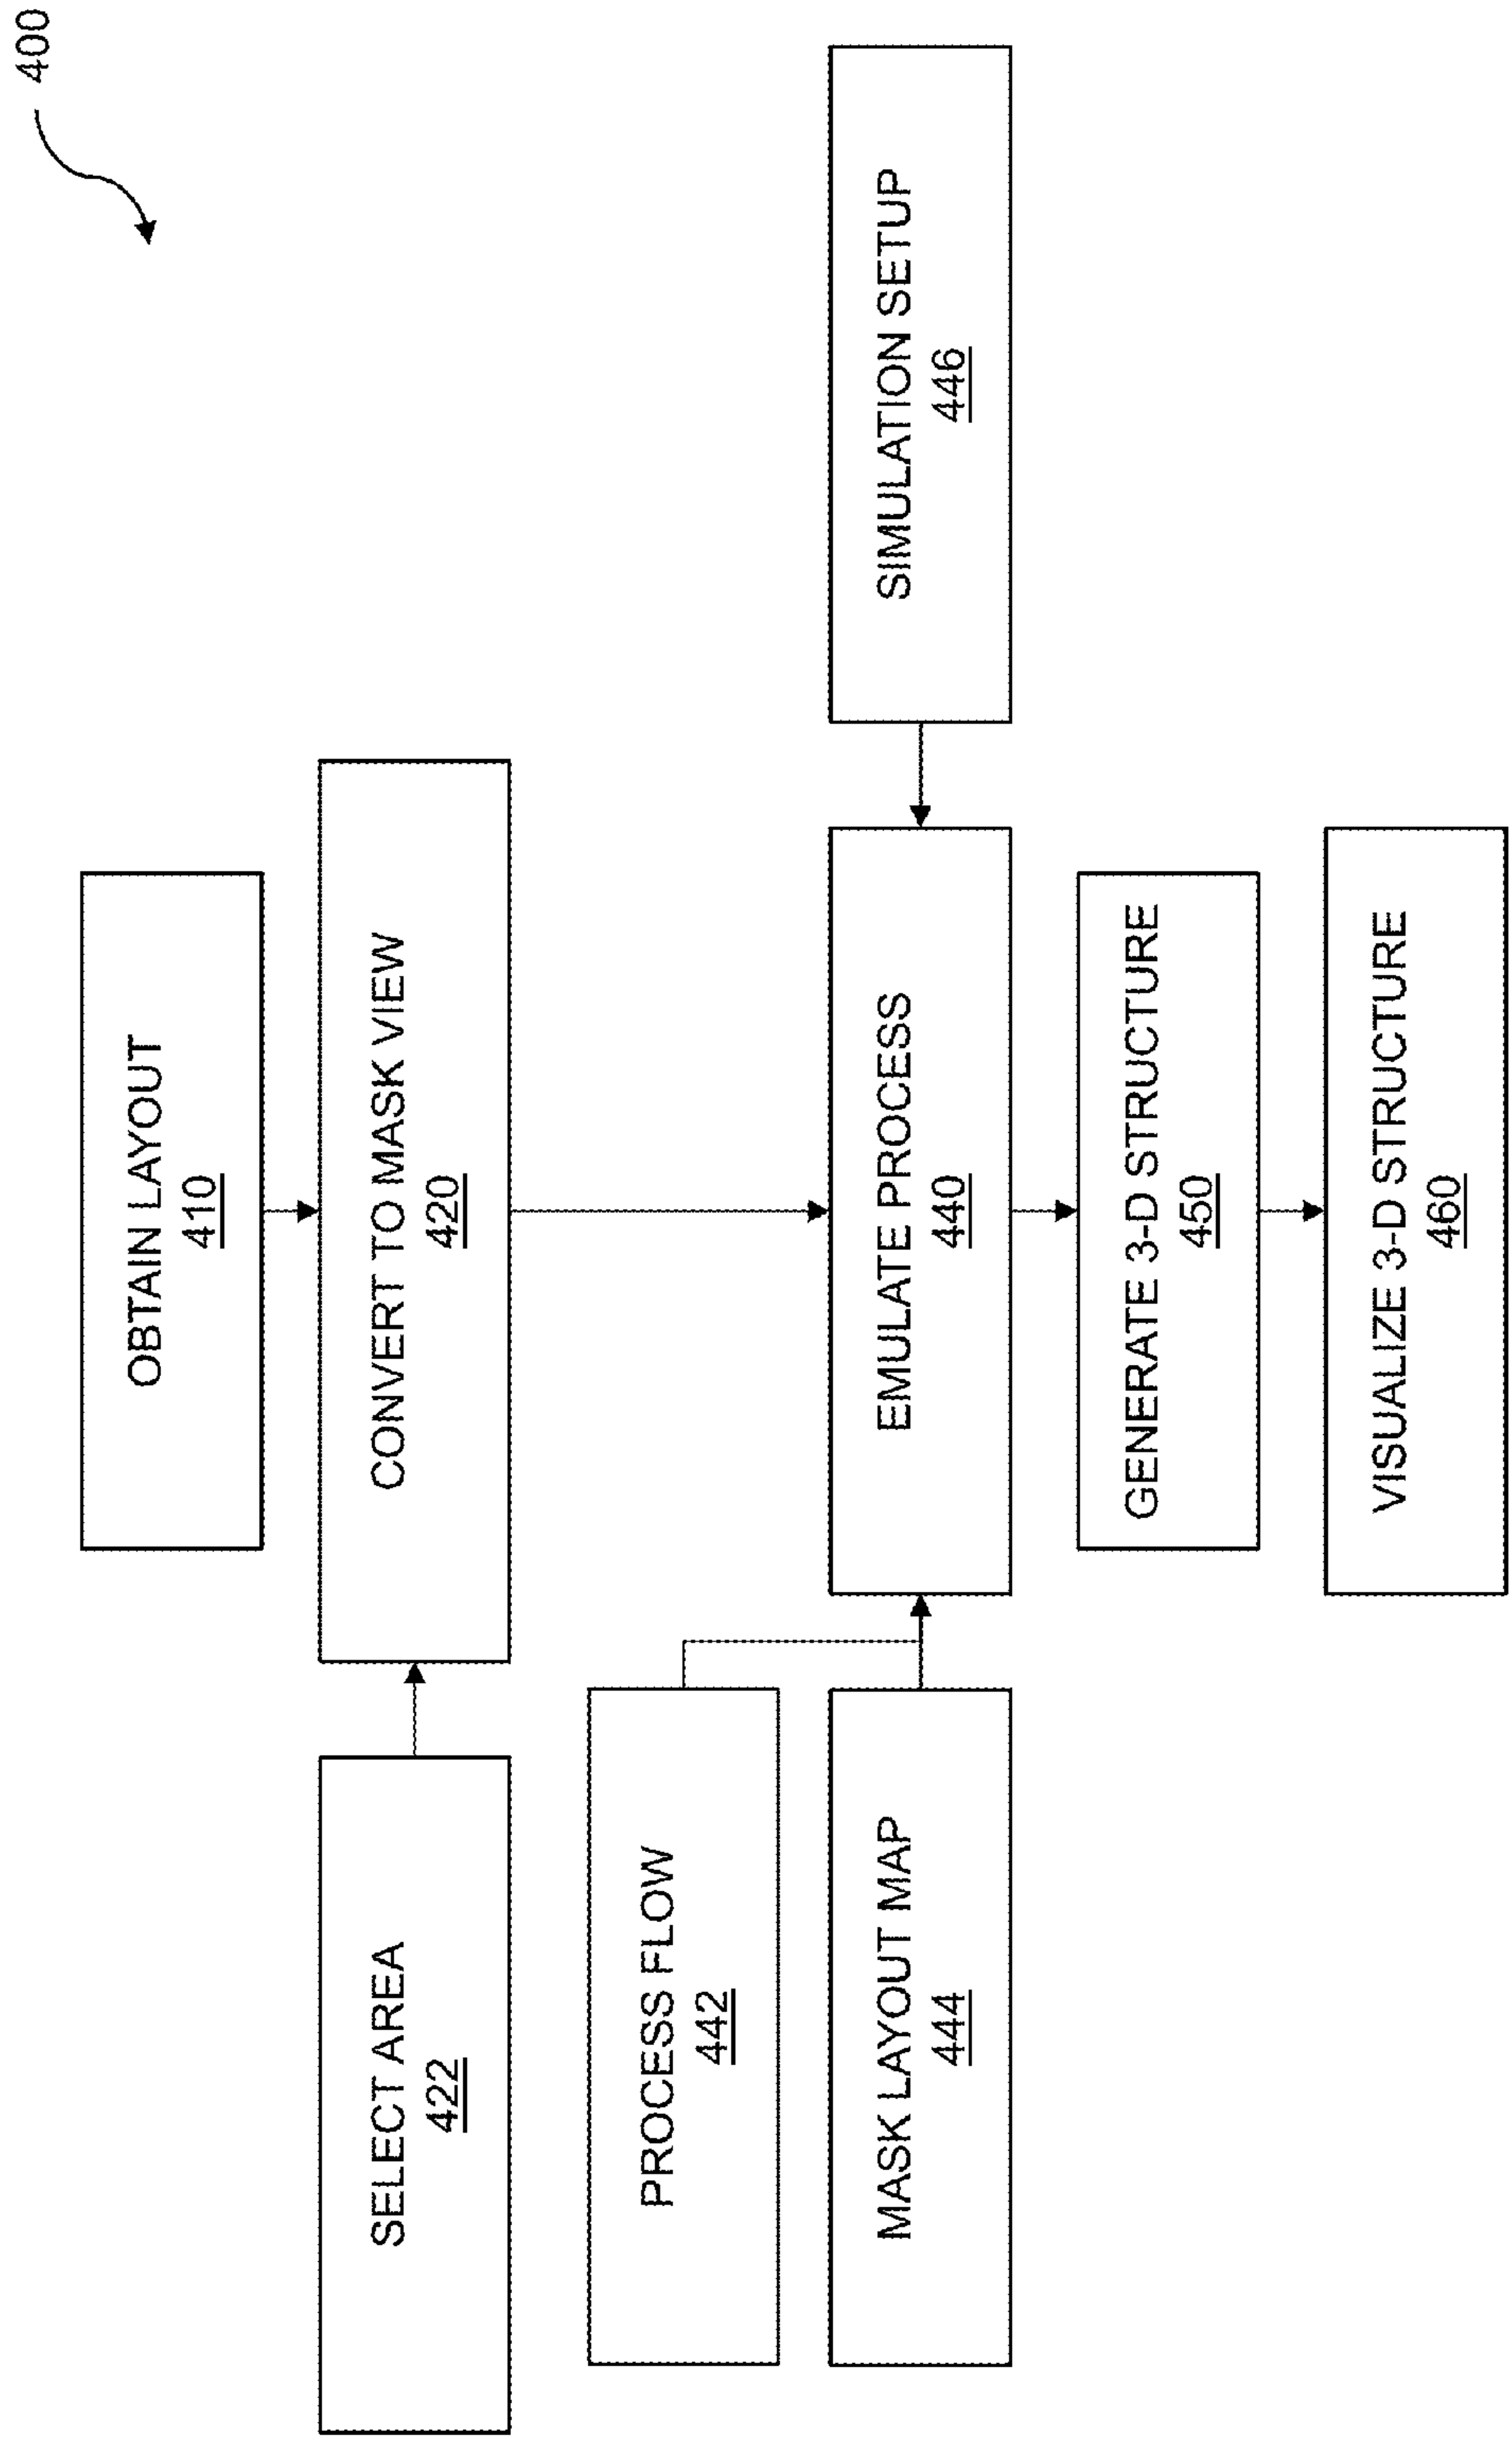 400
OBTAIN LAYOUT
410
SELECT AREA
422
CONVERT TO MASK VIEW
420
PROCESS FLOW
442
MASK LAYOUT MAP
444
EMULATE PROCESS
440
SIMULATION SETUP
446
GENERATE 3-D STRUCTURE
450
VISUALIZE 3-D STRUCTURE
460